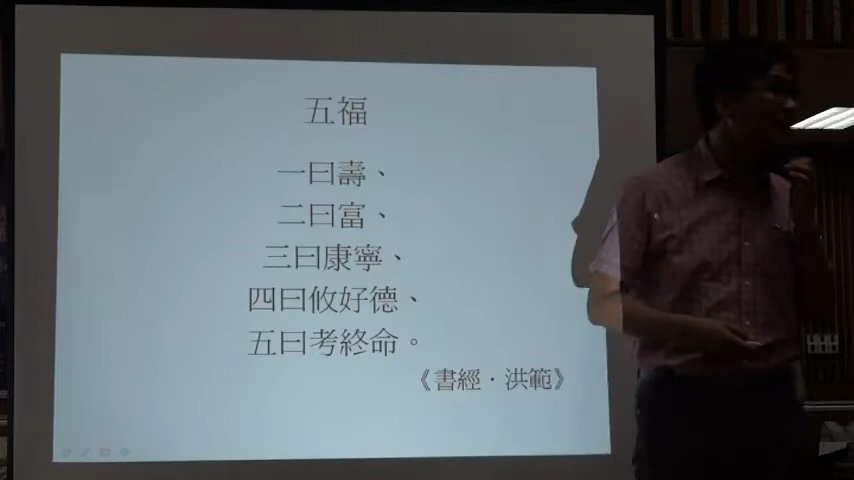 五福
一曰壽、
二曰富、
三曰康寧、
四曰攸好德、
五曰考終命。
《書經．洪範》